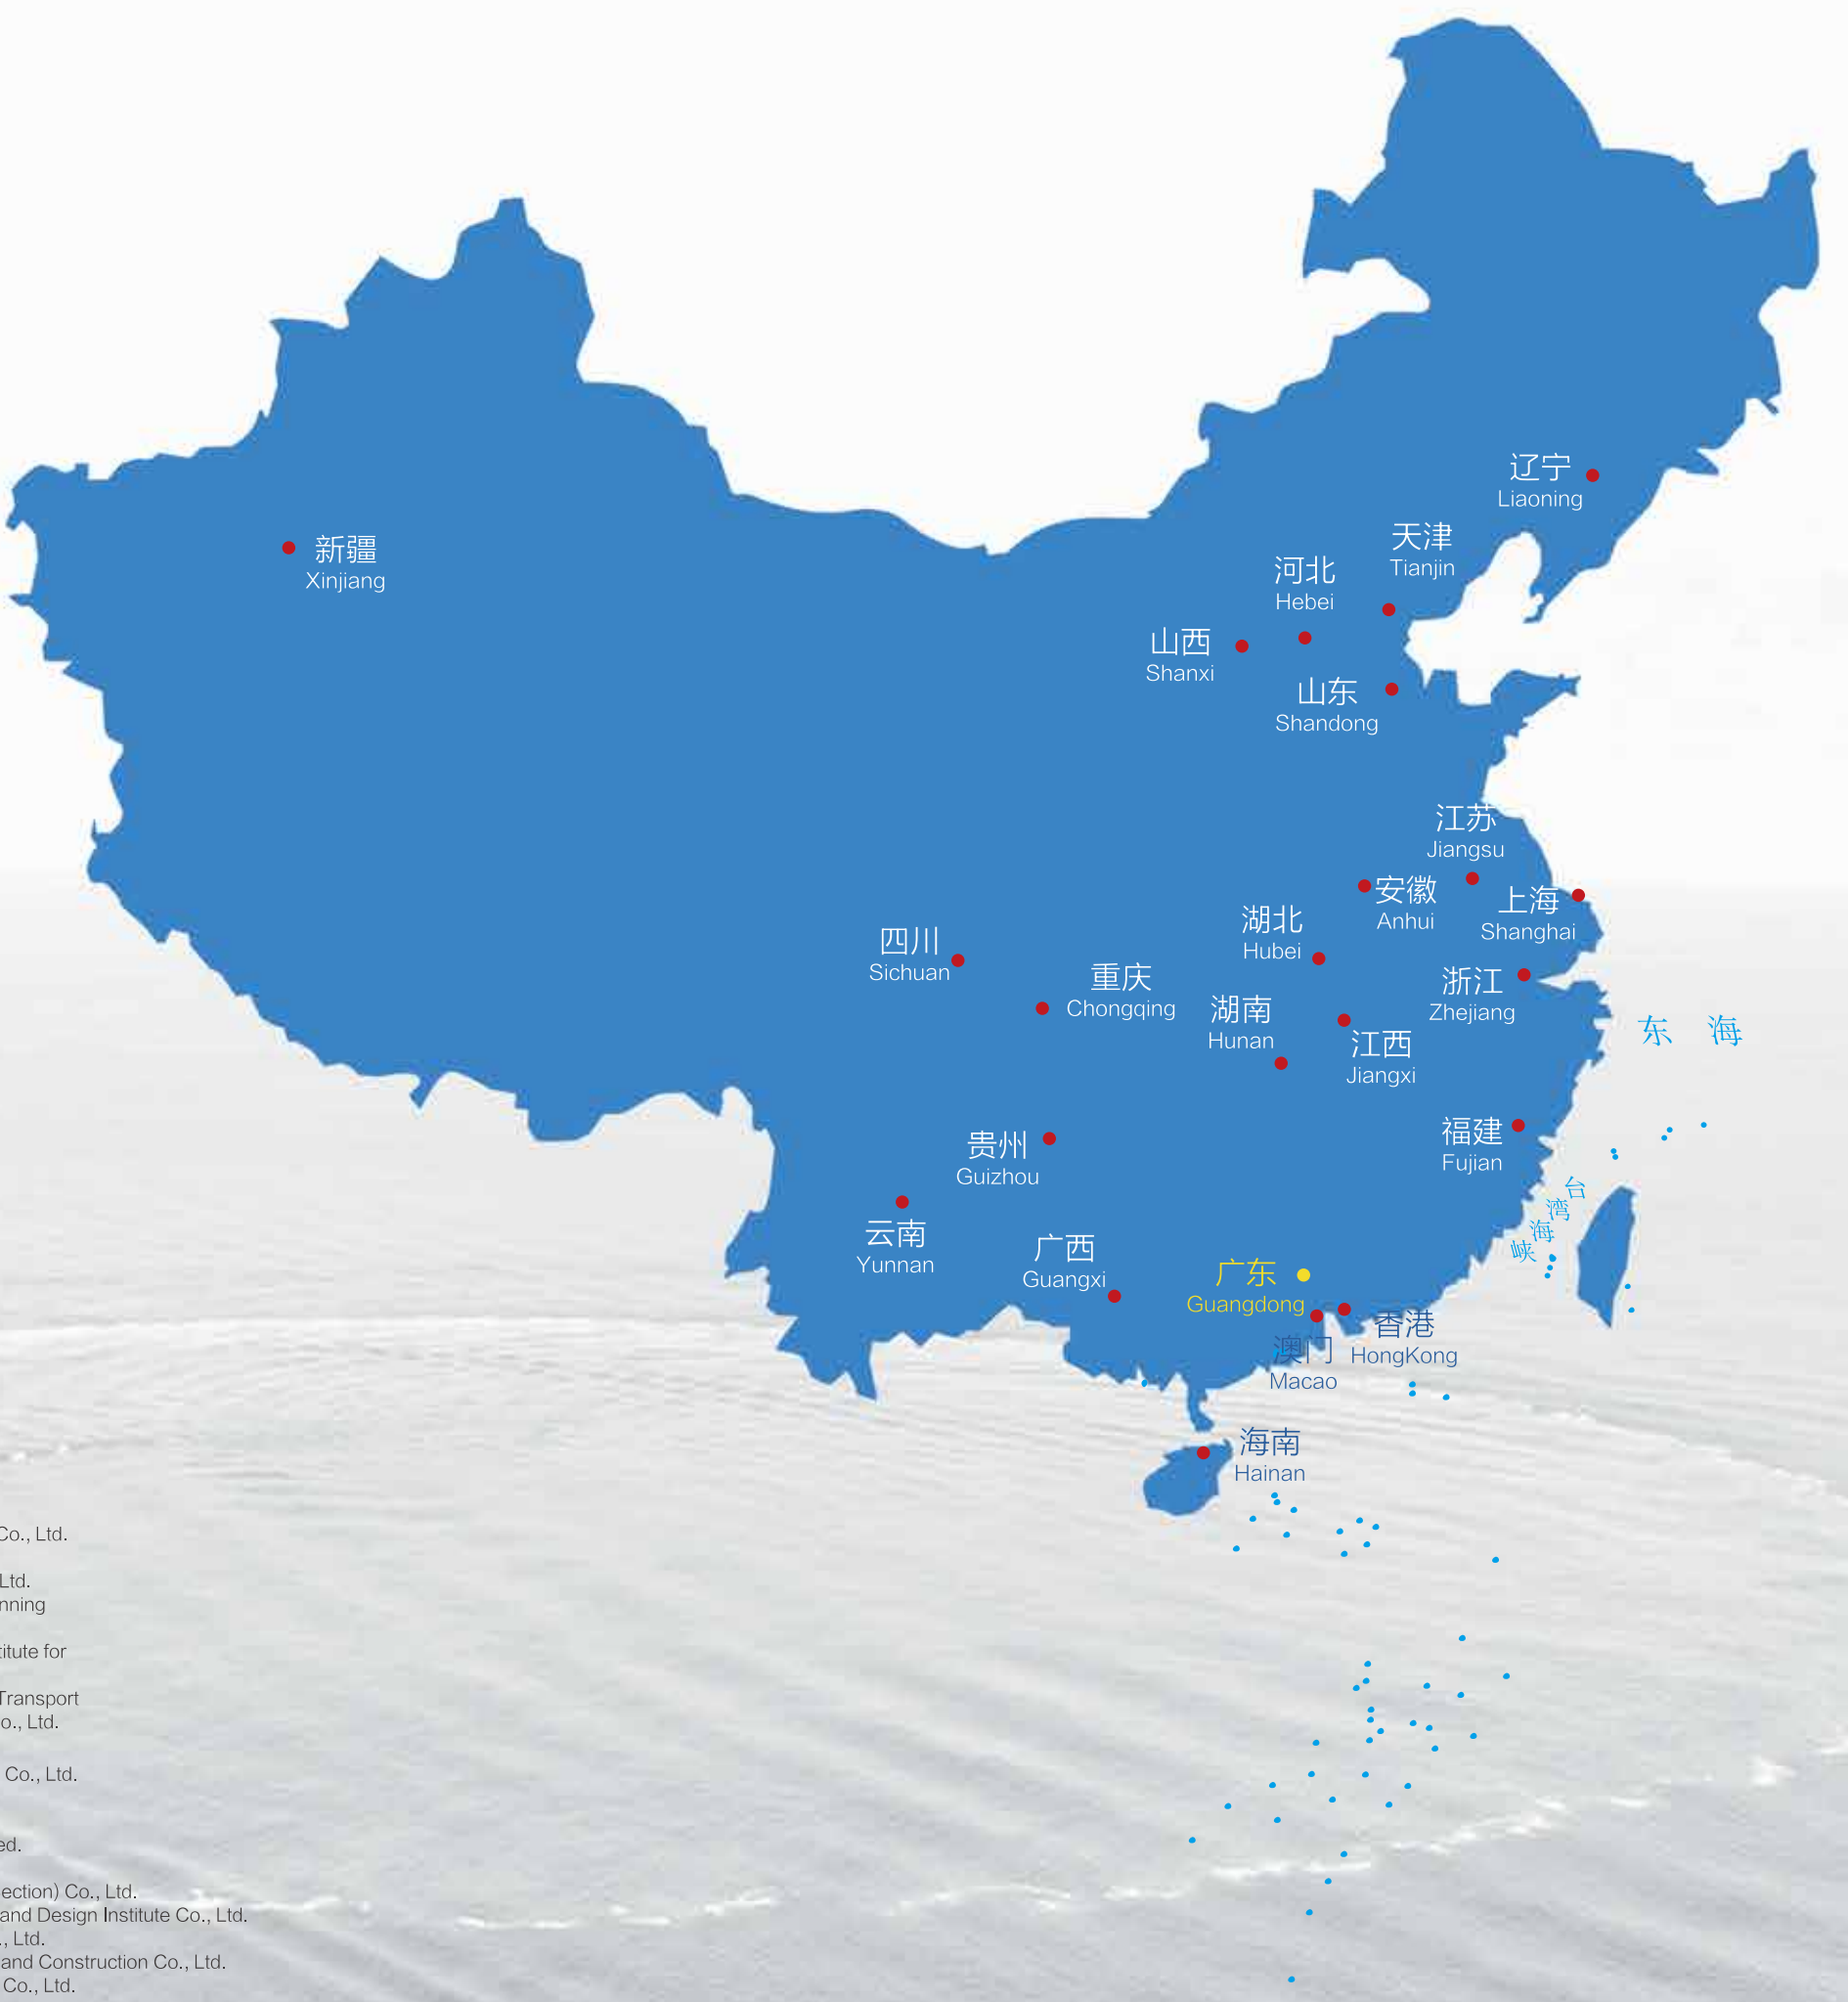 辽宁
Liaoning
天津
Tianjin
新疆
Xinjiang
河北
Hebei
山西
Shanxi
山东
Shandong
江苏
Jiangsu
安徽
Anhui
上海
Shanghai
湖北
Hubei
四川
Sichuan
重庆
Chongqing
浙江
Zhejiang
湖南
Hunan
东 海
江西
Jiangxi
福建
Fujian
贵州
Guizhou
台湾海峡
云南
Yunnan
广西
Guangxi
广东
Guangdong
香港
HongKong
澳门
Macao
海南
Hainan
Co., Ltd.
Ltd.
nning
titute for
Transport
o., Ltd.
Co., Ltd.
ed.
ection) Co., Ltd.
and Design Institute Co., Ltd.
., Ltd.
and Construction Co., Ltd.
Co., Ltd.